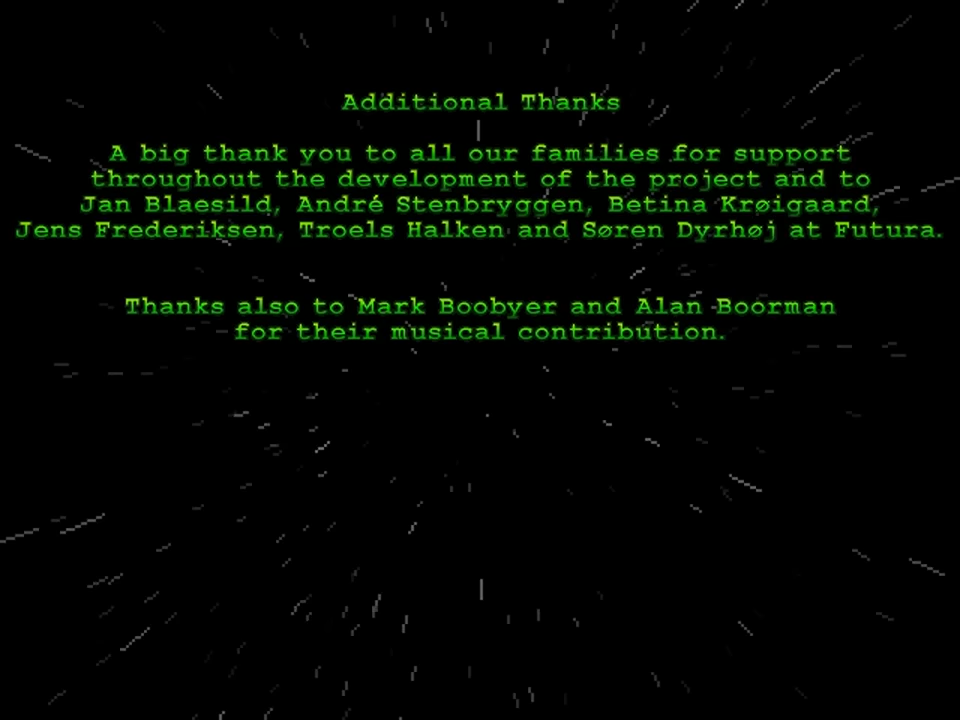 Additional Thanks
A big thank you to all our families for support
throughout the development of the project and to
Jan Blaesild, André Stenbryggen, Betina Krøigaard,
Jens Frederiksen, Troels Halken and Søren Dyrhøj at Futura.
Thanks also to Mark Boobyer and Alan Boorman
for their musical contribution.